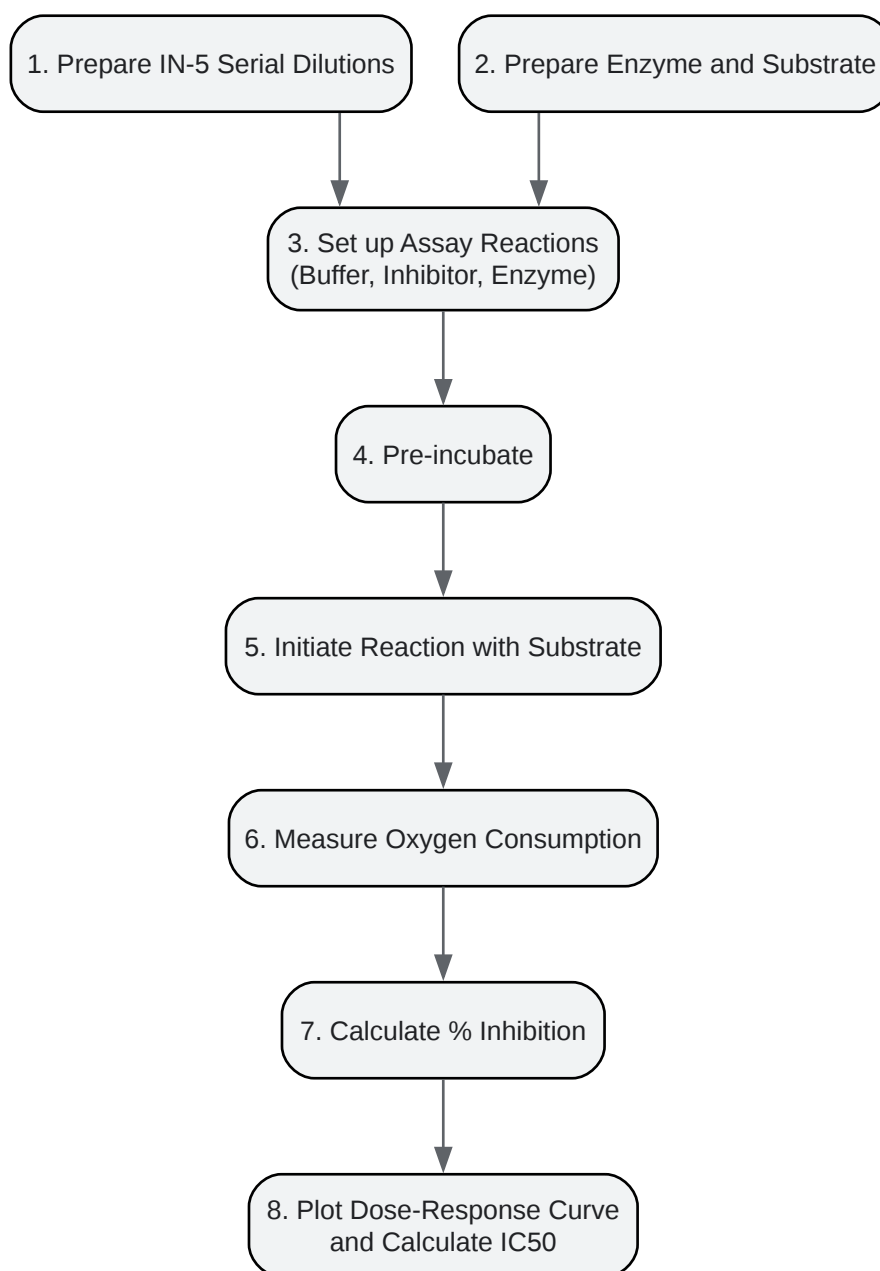 1. Prepare IN-5 Serial Dilutions
2. Prepare Enzyme and Substrate
3. Set up Assay Reactions
(Buffer, Inhibitor, Enzyme)
4. Pre-incubate
5. Initiate Reaction with Substrate
6. Measure Oxygen Consumption
7. Calculate % Inhibition
8. Plot Dose-Response Curve
and Calculate IC50